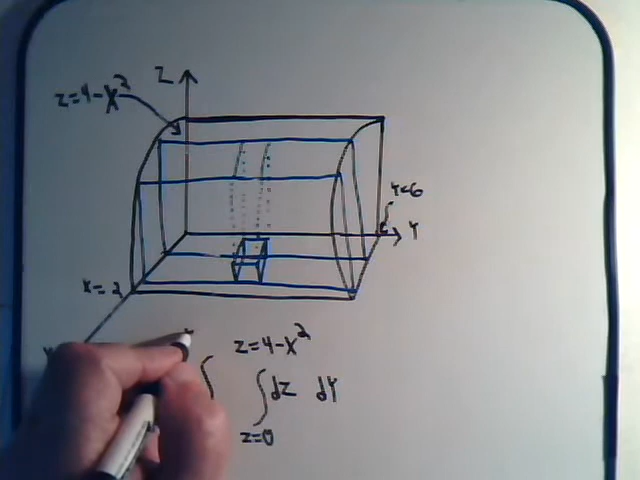 Z
z=4-x²
y=6
Y
x=2
z=4-x²
∫ ∫dz dy
z=0